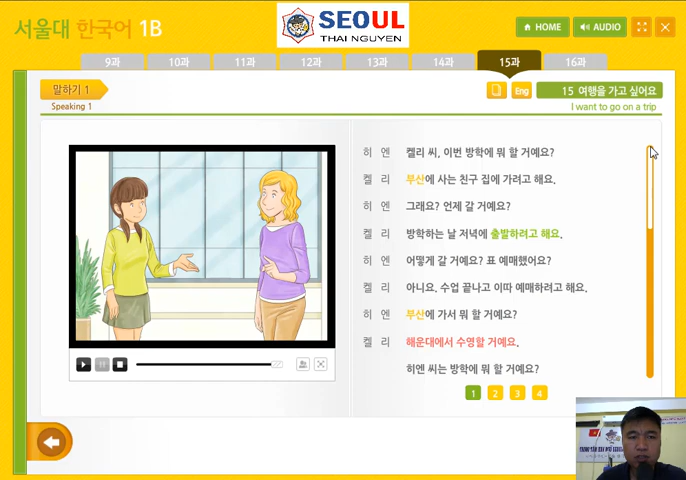 서울대 한국어 1B
SEOUL
THAI NGUYEN
HOME
AUDIO
9과
10과
11과
12과
13과
14과
15과
16과
말하기 1
Speaking 1
Eng
15 여행을 가고 싶어요
I want to go on a trip
히 엔 켈리 씨, 이번 방학에 뭐 할 거예요?
켈 리 부산에 사는 친구 집에 가려고 해요.
히 엔 그래요? 언제 갈 거예요?
켈 리 방학하는 날 저녁에 출발하려고 해요.
히 엔 어떻게 갈 거예요? 표 예매했어요?
켈 리 아니요. 수업 끝나고 이따 예매하려고 해요.
히 엔 부산에 가서 뭐 할 거예요?
켈 리 해운대에서 수영할 거예요.
히엔 씨는 방학에 뭐 할 거예요?
1 2 3 4